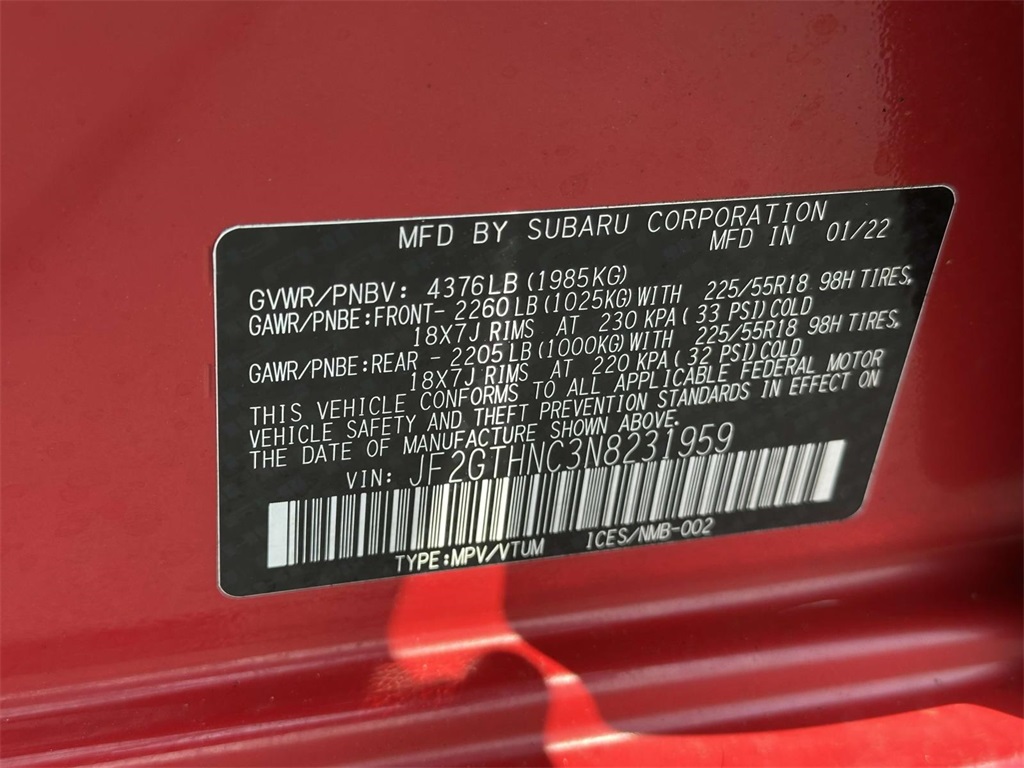 MFD BY SUBARU CORPORATION
MFD IN 01/22
GVWR/PNBV: 4376LB (1985KG)
GAWR/PNBE:FRONT- 2260LB (1025KG) WITH 225/55R18 98H TIRES,
18X7J RIMS AT 230 KPA ( 33 PSI) COLD
GAWR/PNBE:REAR - 2205LB (1000KG) WITH 225/55R18 98H TIRES,
18X7J RIMS AT 220 KPA ( 32 PSI) COLD
THIS VEHICLE CONFORMS TO ALL APPLICABLE FEDERAL MOTOR
VEHICLE SAFETY AND THEFT PREVENTION STANDARDS IN EFFECT ON
THE DATE OF MANUFACTURE SHOWN ABOVE.
VIN: JF2GTHNC3N8231959
TYPE:MPV/VTUM ICES/NMB-002